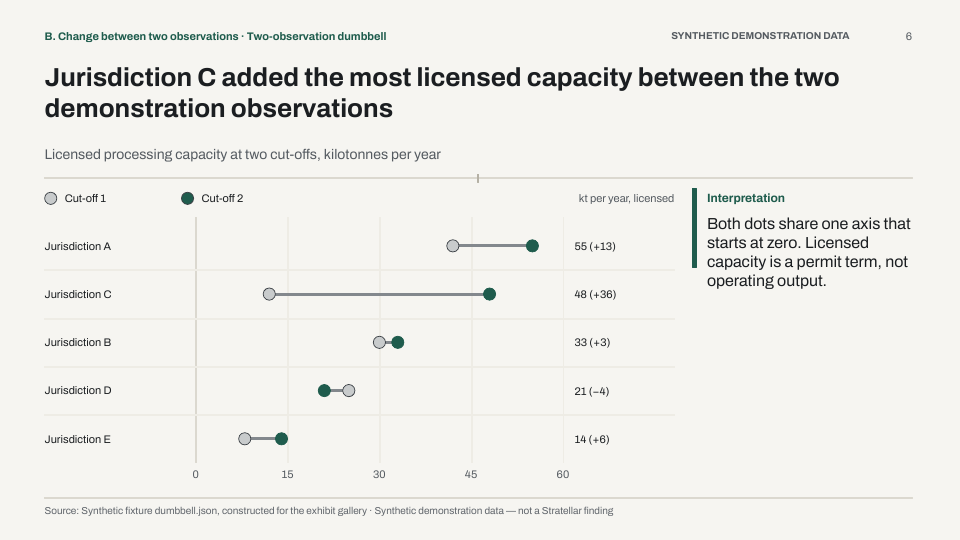 B. Change between two observations · Two-observation dumbbell
SYNTHETIC DEMONSTRATION DATA
6
Jurisdiction C added the most licensed capacity between the two
demonstration observations
Licensed processing capacity at two cut-offs, kilotonnes per year
Cut-off 1
Cut-off 2
kt per year, licensed
Jurisdiction A
55 (+13)
Jurisdiction C
48 (+36)
Jurisdiction B
33 (+3)
Jurisdiction D
21 (−4)
Jurisdiction E
14 (+6)
0 15 30 45 60
Interpretation
Both dots share one axis that
starts at zero. Licensed
capacity is a permit term, not
operating output.
Source: Synthetic fixture dumbbell.json, constructed for the exhibit gallery · Synthetic demonstration data — not a Stratellar finding